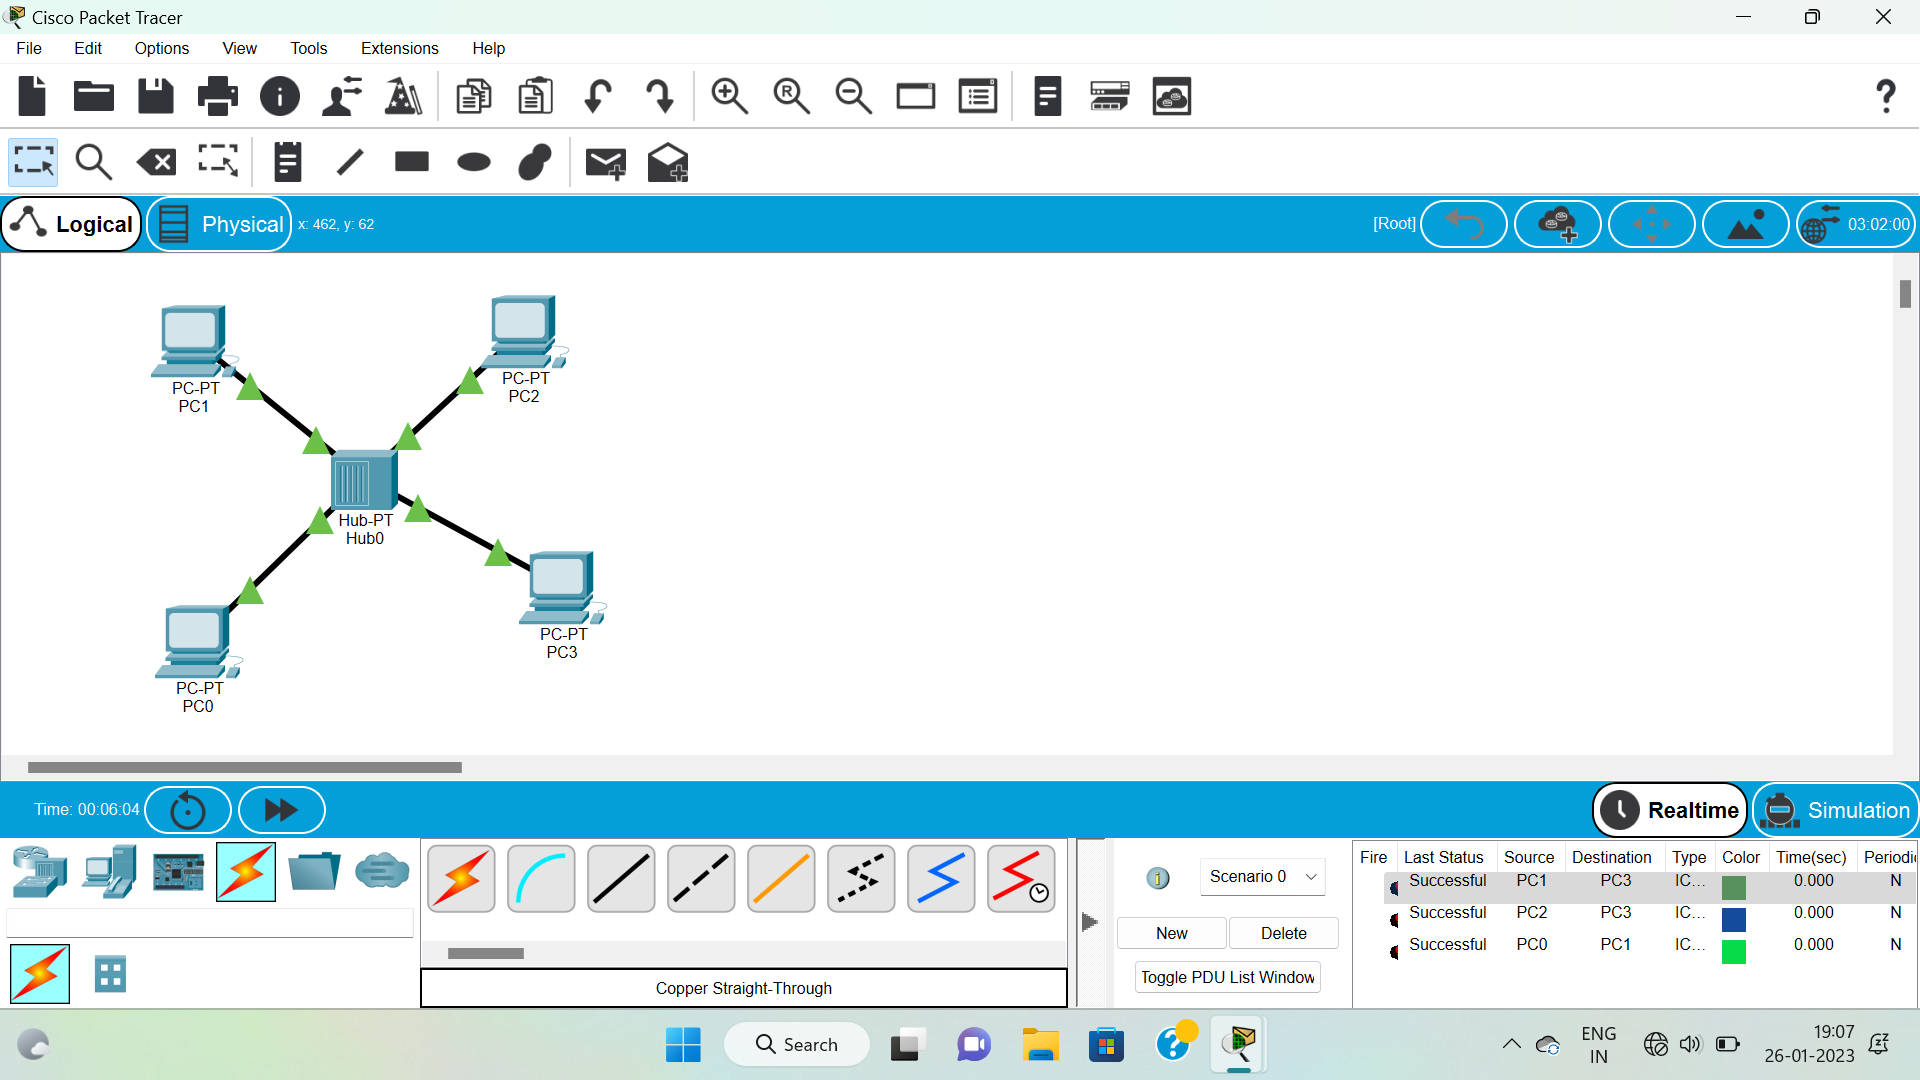 Cisco Packet Tracer
File Edit Options View Tools Extensions Help
Logical Physical x: 462, y: 62 [Root] 03:02:00
PC-PT
PC1
PC-PT
PC2
Hub-PT
Hub0
PC-PT
PC3
PC-PT
PC0
Time: 00:06:04 Realtime Simulation
Fire Last Status Source Destination Type Color Time(sec) Periodic
Successful PC1 PC3 IC... 0.000 N
Successful PC2 PC3 IC... 0.000 N
Successful PC0 PC1 IC... 0.000 N
Scenario 0
New Delete
Toggle PDU List Window
Copper Straight-Through
Search
ENG
IN
19:07
26-01-2023